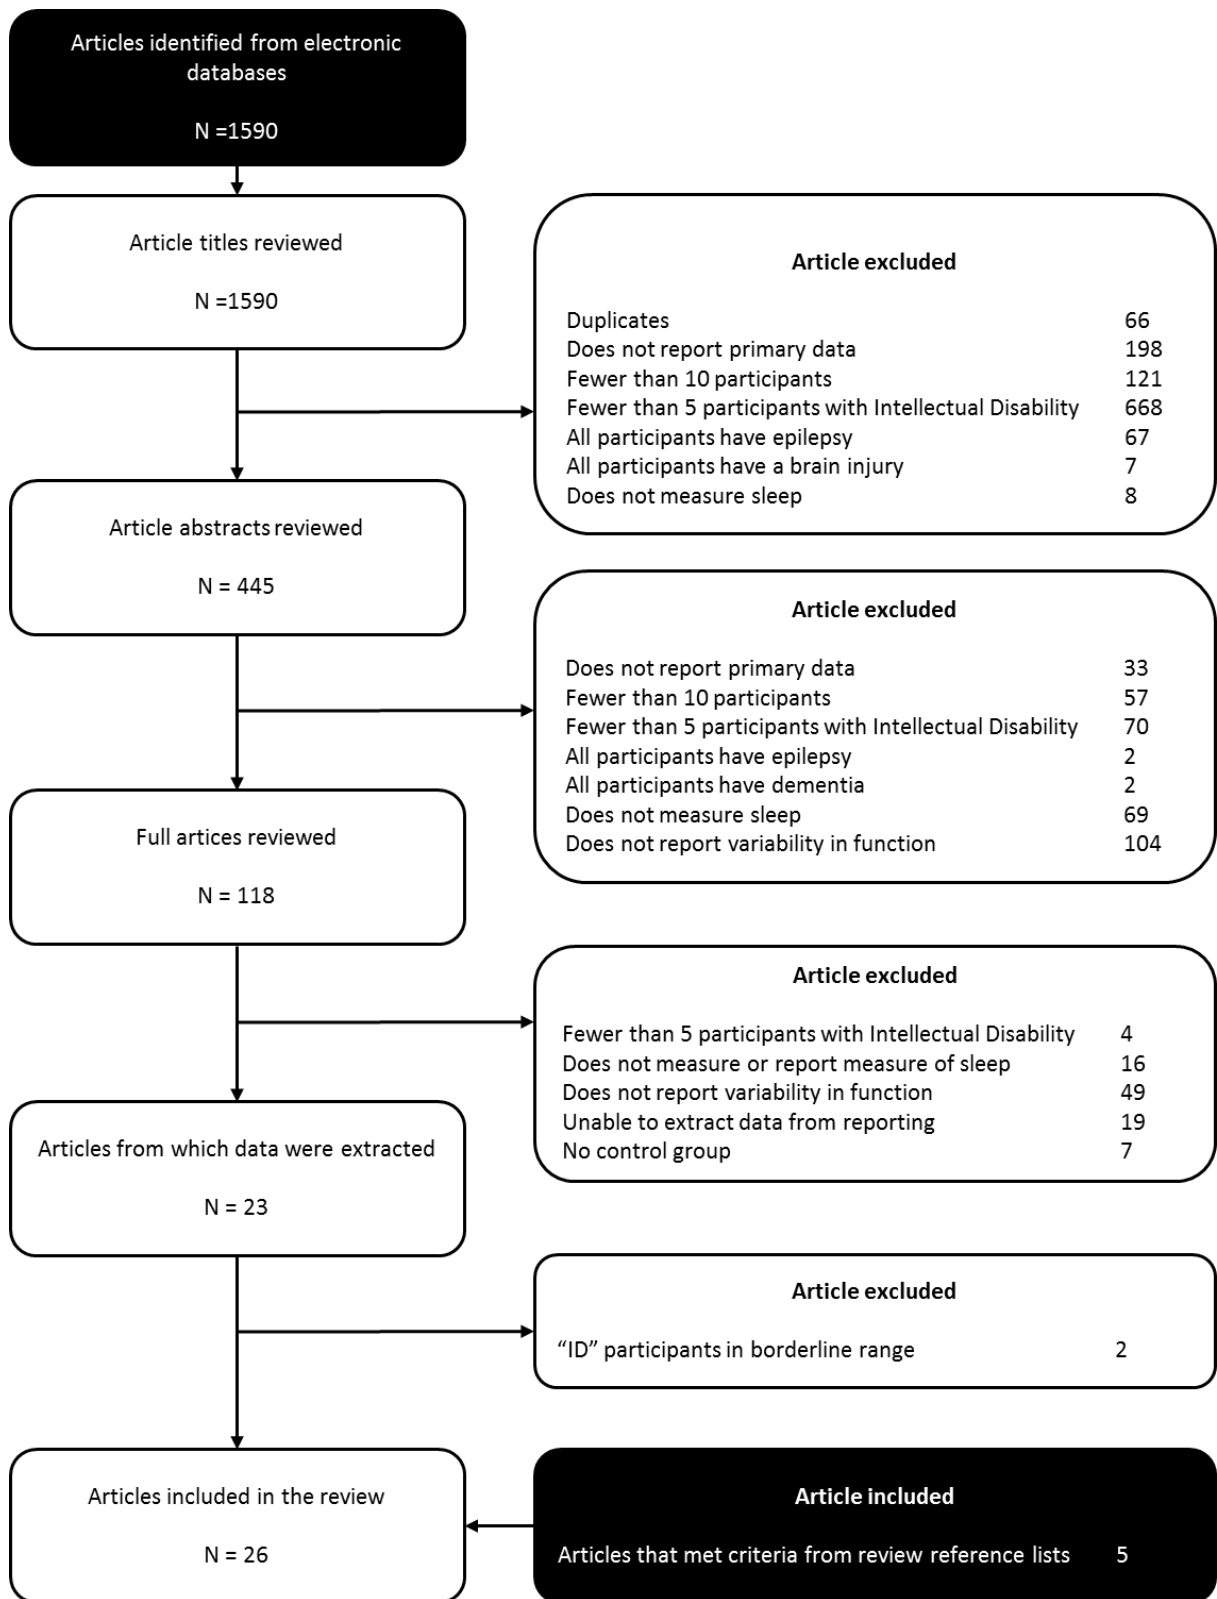 Articles identified from electronic
databases
N =1590
Article titles reviewed
N =1590
Article excluded
Duplicates 66
Does not report primary data 198
Fewer than 10 participants 121
Fewer than 5 participants with Intellectual Disability 668
All participants have epilepsy 67
All participants have a brain injury 7
Does not measure sleep 8
Article abstracts reviewed
N = 445
Article excluded
Does not report primary data 33
Fewer than 10 participants 57
Fewer than 5 participants with Intellectual Disability 70
All participants have epilepsy 2
All participants have dementia 2
Does not measure sleep 69
Does not report variability in function 104
Full artices reviewed
N = 118
Article excluded
Fewer than 5 participants with Intellectual Disability 4
Does not measure or report measure of sleep 16
Does not report variability in function 49
Unable to extract data from reporting 19
No control group 7
Articles from which data were extracted
N = 23
Article excluded
“ID” participants in borderline range 2
Articles included in the review
N = 26
Article included
Articles that met criteria from review reference lists 5